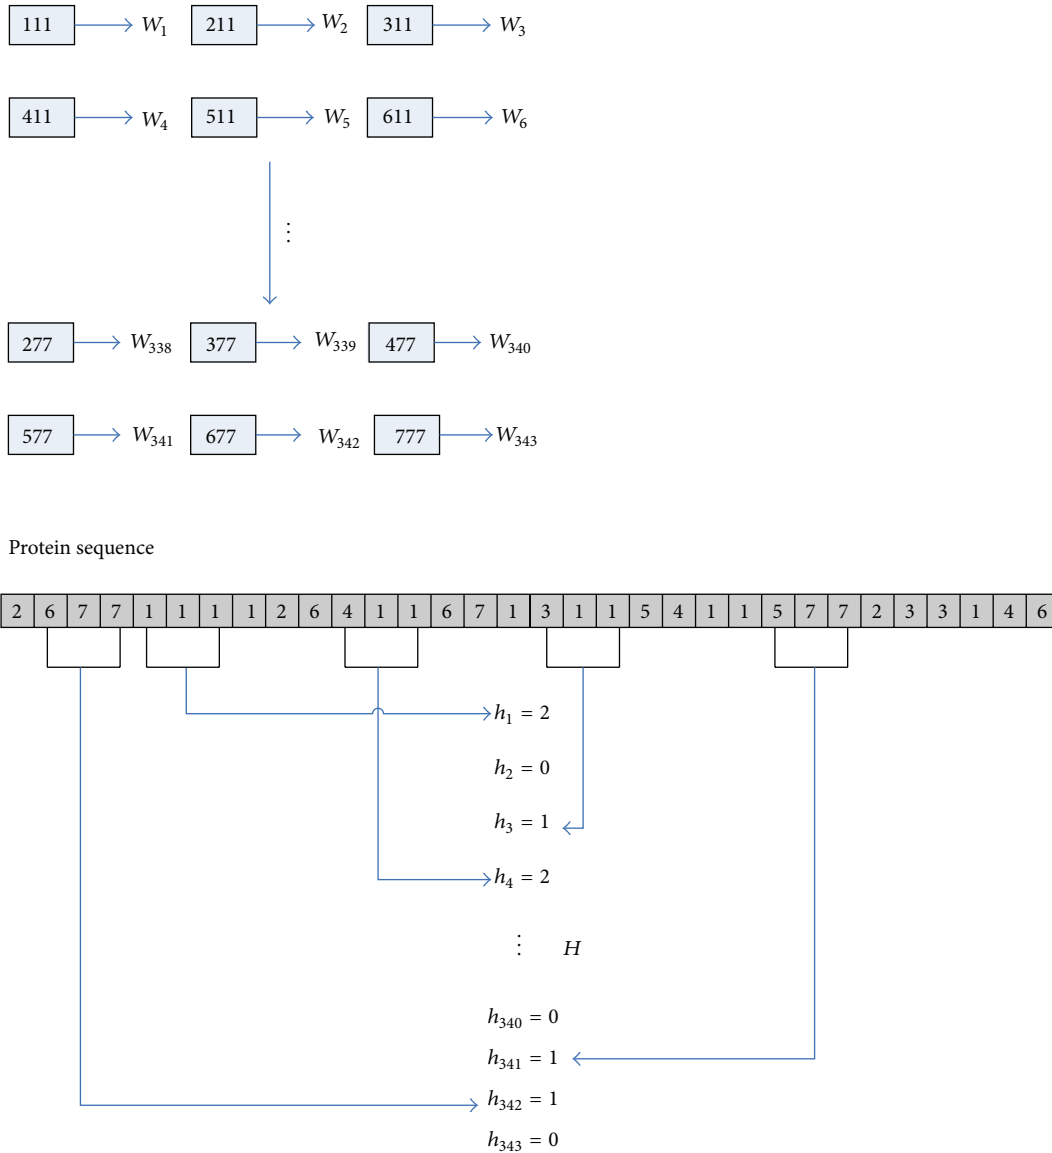 111 W₁ 211 W₂ 311 W₃
411 W₄ 511 W₅ 611 W₆
⋮
277 W₃₃₈ 377 W₃₃₉ 477 W₃₄₀
577 W₃₄₁ 677 W₃₄₂ 777 W₃₄₃
Protein sequence
2 6 7 7 1 1 1 1 2 6 4 1 1 6 7 1 3 1 1 5 4 1 1 5 7 7 2 3 3 1 4 6
h₁ = 2
h₂ = 0
h₃ = 1
h₄ = 2
⋮ H
h₃₄₀ = 0
h₃₄₁ = 1
h₃₄₂ = 1
h₃₄₃ = 0